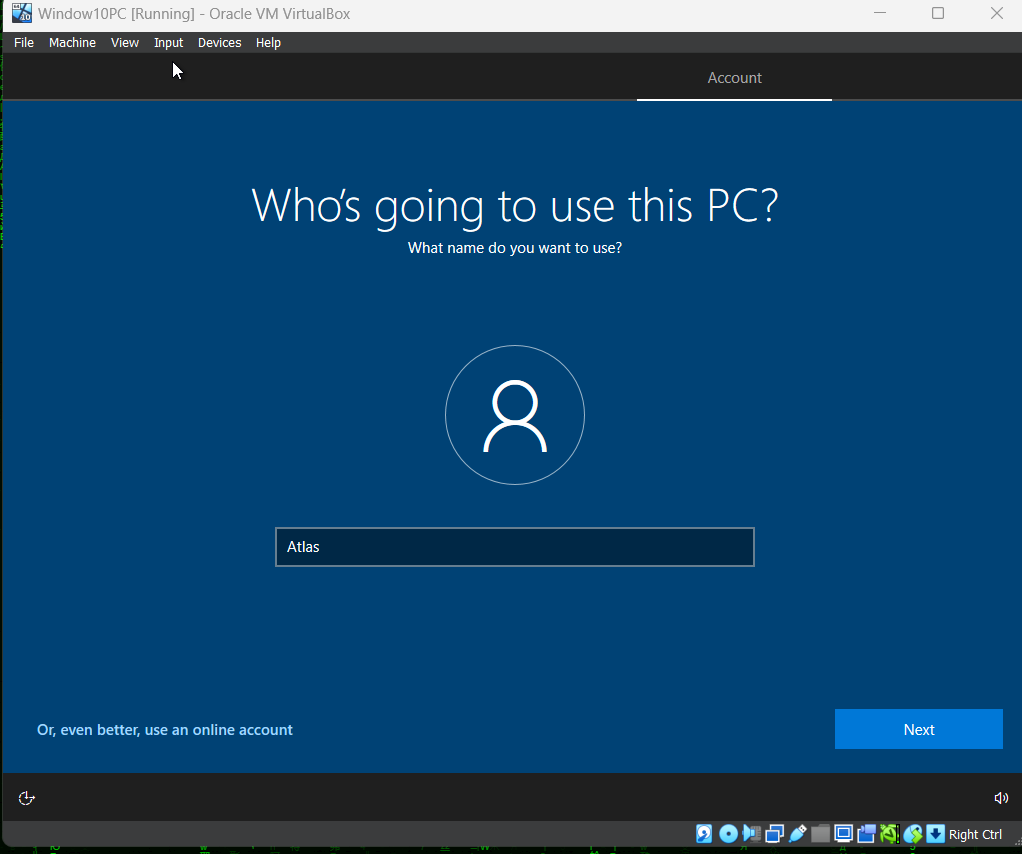 Window10PC [Running] - Oracle VM VirtualBox
File Machine View Input Devices Help
Account
Who's going to use this PC?
What name do you want to use?
Atlas
Or, even better, use an online account
Next
Right Ctrl